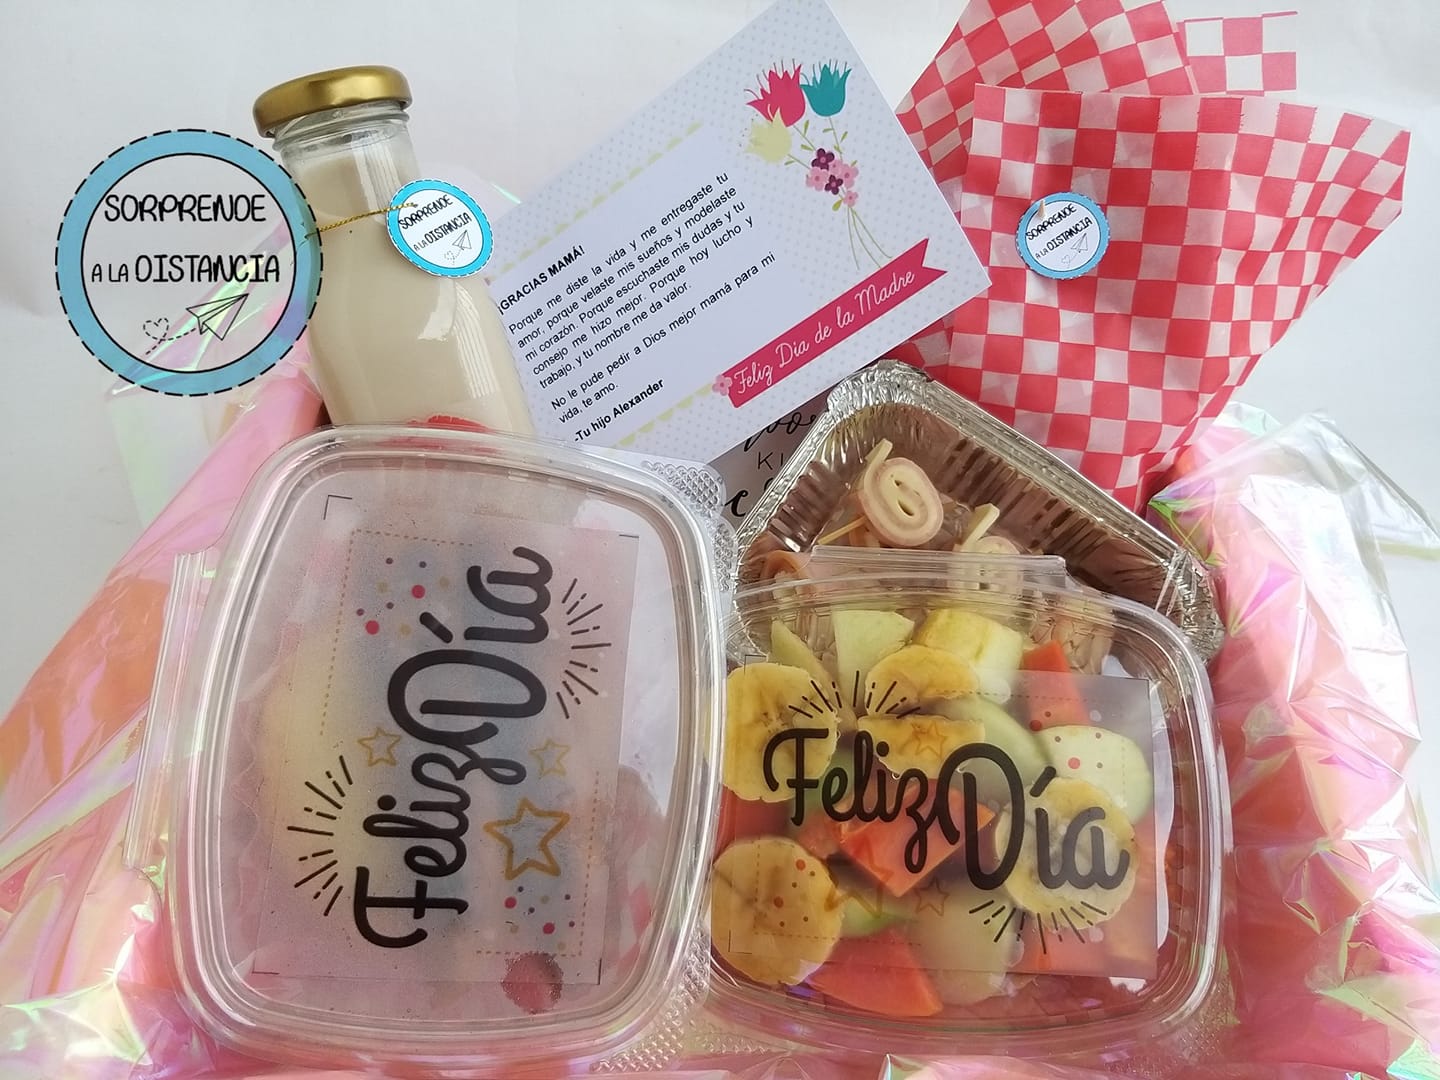 SORPRENDE
A LA DISTANCIA
SORPRENDE
A LA DISTANCIA
¡GRACIAS MAMÁ!
Porque me diste la vida y me entregaste tu
amor, porque velaste mis sueños y modelaste
mi corazón. Porque escuchaste mis dudas y tu
consejo me hizo mejor. Porque hoy lucho y
trabajo, y tu nombre me da valor.
No le pude pedir a Dios mejor mamá para mi
vida, te amo.
-Tu hijo Alexander
Feliz Día de la Madre
SORPRENDE
A LA DISTANCIA
KI
Feliz Día
Feliz Día